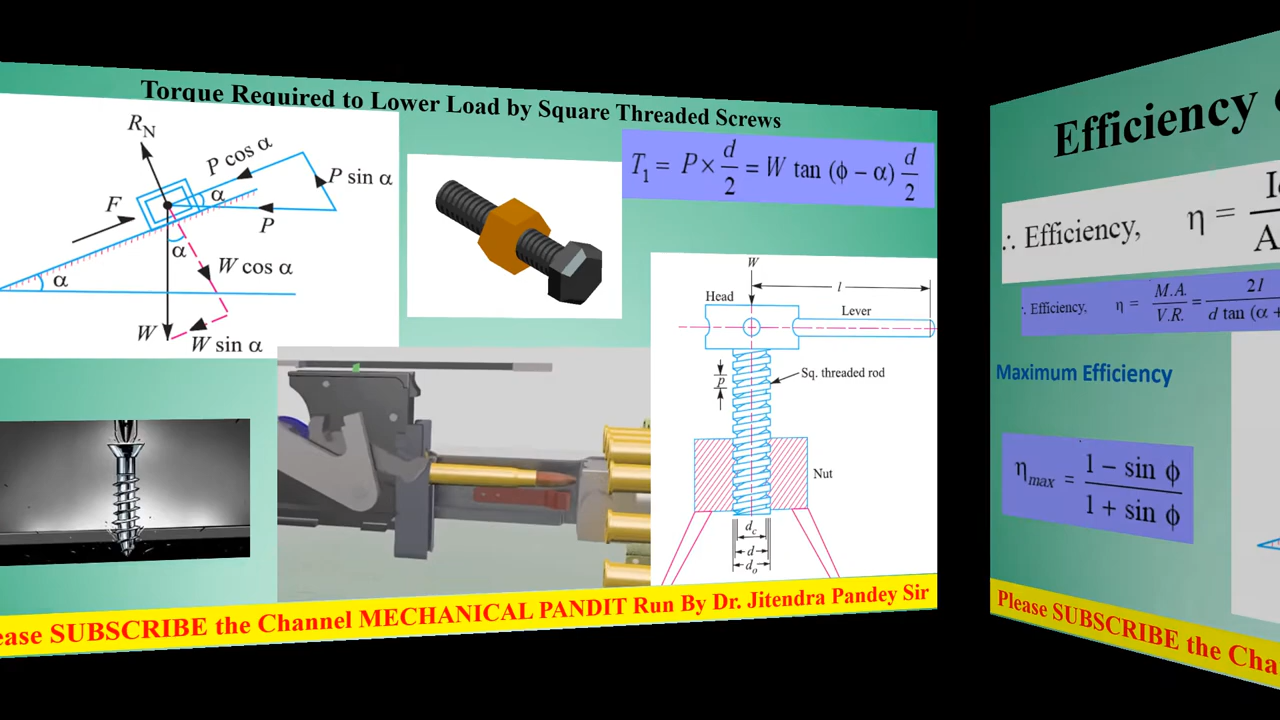 Torque Required to Lower Load by Square Threaded Screws
R_N
P cos α
P sin α
F
α
P
α
α
W cos α
W
W sin α
T₁ = P × d/2 = W tan (ϕ – α) d/2
W
l
Head
Lever
p
Sq. threaded rod
Nut
d_c
d
d_o
SUBSCRIBE the Channel MECHANICAL PANDIT Run By Dr. Jitendra Pandey Sir
Efficiency
∴ Efficiency, η =
∴ Efficiency, η = M.A./V.R. = 2l/d tan (α +
Maximum Efficiency
η_max = 1 – sin ϕ/1 + sin ϕ
Please SUBSCRIBE the